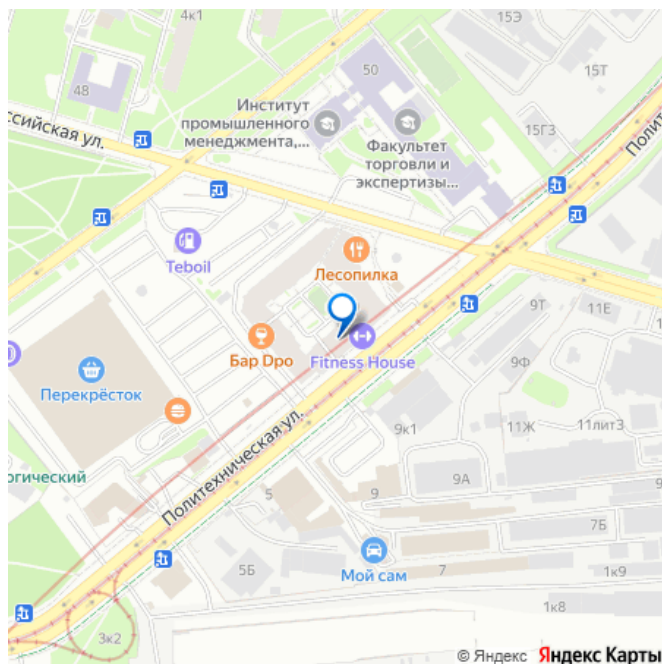 4к1
15Э
48
50
15Т
Институт
промышленного
менеджмента,...
Факультет
торговли и
экспертизы...
15Г3
Полит
ссийская ул.
Teboil
Лесопилка
Бар Dро
Fitness House
Перекрёсток
9Т
11Е
9Ф
9к1
11Ж
11лит3
Политехническая ул.
огический
5
9
9А
9
7Б
5Б
Мой сам
7
1к9
1к8
3к2
© Яндекс Яндекс Карты